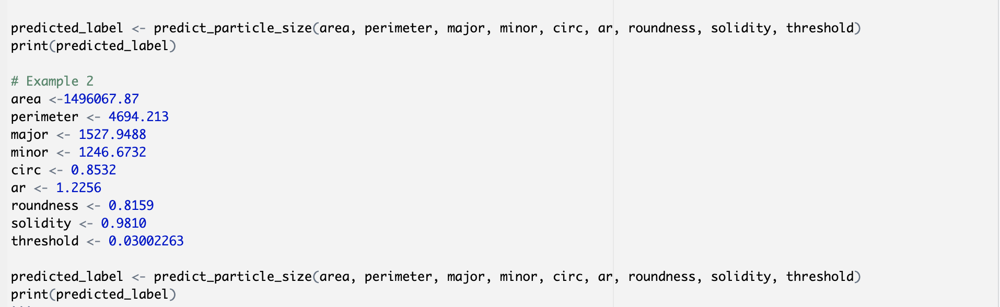 predicted_label <- predict_particle_size(area, perimeter, major, minor, circ, ar, roundness, solidity, threshold)
print(predicted_label)
# Example 2
area <-1496067.87
perimeter <- 4694.213
major <- 1527.9488
minor <- 1246.6732
circ <- 0.8532
ar <- 1.2256
roundness <- 0.8159
solidity <- 0.9810
threshold <- 0.03002263
predicted_label <- predict_particle_size(area, perimeter, major, minor, circ, ar, roundness, solidity, threshold)
print(predicted_label)